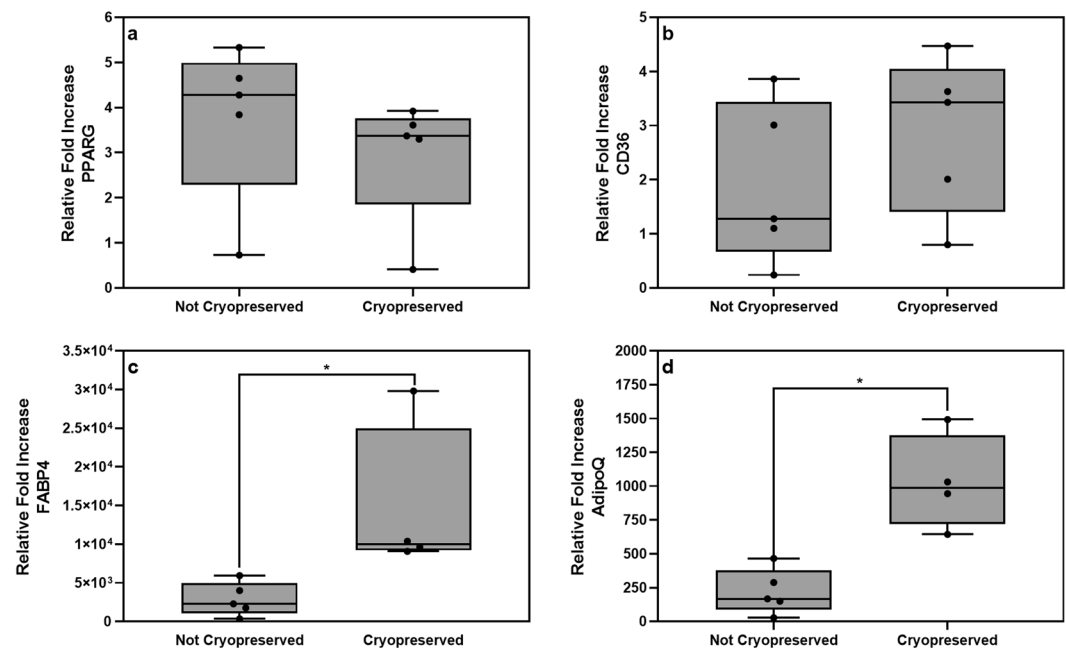 a
Relative Fold Increase
PPARG
6
5
4
3
2
1
0
Not Cryopreserved
Cryopreserved
b
Relative Fold Increase
CD36
5
4
3
2
1
0
Not Cryopreserved
Cryopreserved
c
Relative Fold Increase
FABP4
3.5×10⁴
3×10⁴
2.5×10⁴
2×10⁴
1.5×10⁴
1×10⁴
5×10³
0
*
Not Cryopreserved
Cryopreserved
d
Relative Fold Increase
AdipoQ
2000
1750
1500
1250
1000
750
500
250
0
*
Not Cryopreserved
Cryopreserved